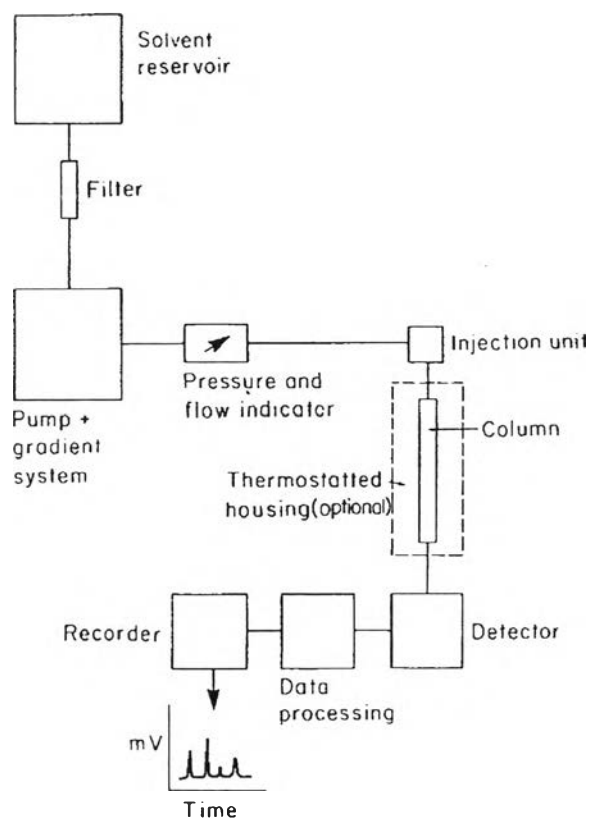 Solvent
reservoir
Filter
Pump +
gradient
system
Pressure and
flow indicator
Injection unit
Column
Thermostatted
housing(optional)
Detector
Data
processing
Recorder
mV
Time